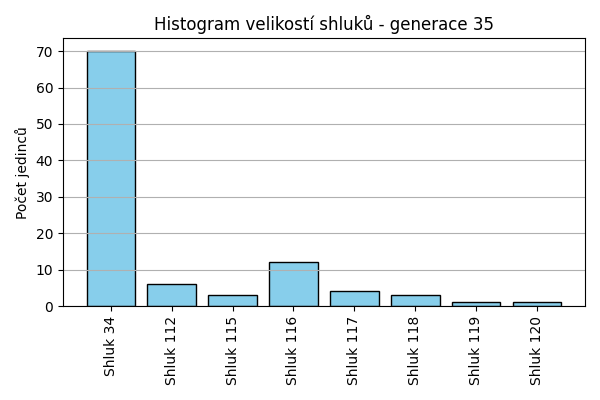 Histogram velikostí shluků - generace 35
Počet jedinců
70
60
50
40
30
20
10
0
Shluk 34
Shluk 112
Shluk 115
Shluk 116
Shluk 117
Shluk 118
Shluk 119
Shluk 120